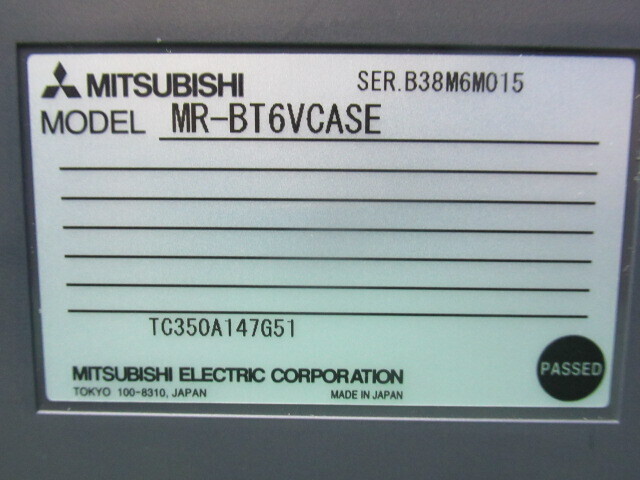 MITSUBISHI SER.B38M6M015
MODEL MR-BT6VCASE
TC350A147G51
MITSUBISHI ELECTRIC CORPORATION PASSED
TOKYO 100-8310, JAPAN MADE IN JAPAN